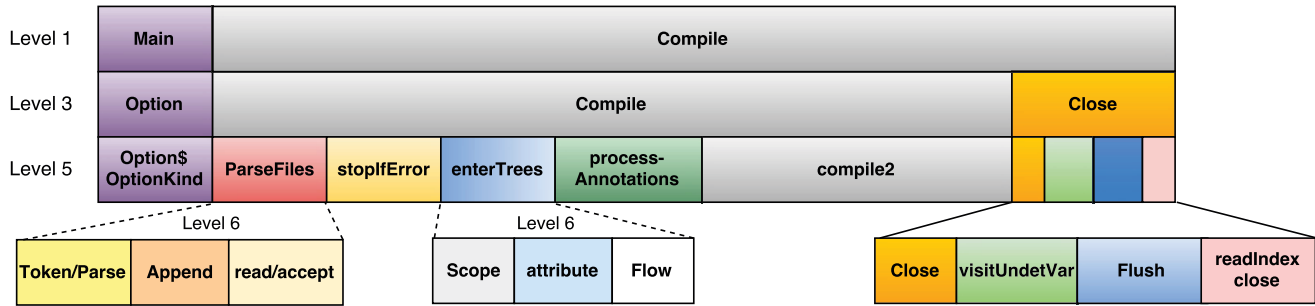 Level 1
Main
Compile
Level 3
Option
Compile
Close
Level 5
Option$
OptionKind
ParseFiles
stopIfError
enterTrees
process-
Annotations
compile2
Level 6
Token/Parse
Append
read/accept
Level 6
Scope
attribute
Flow
Close
visitUndetVar
Flush
readIndex
close